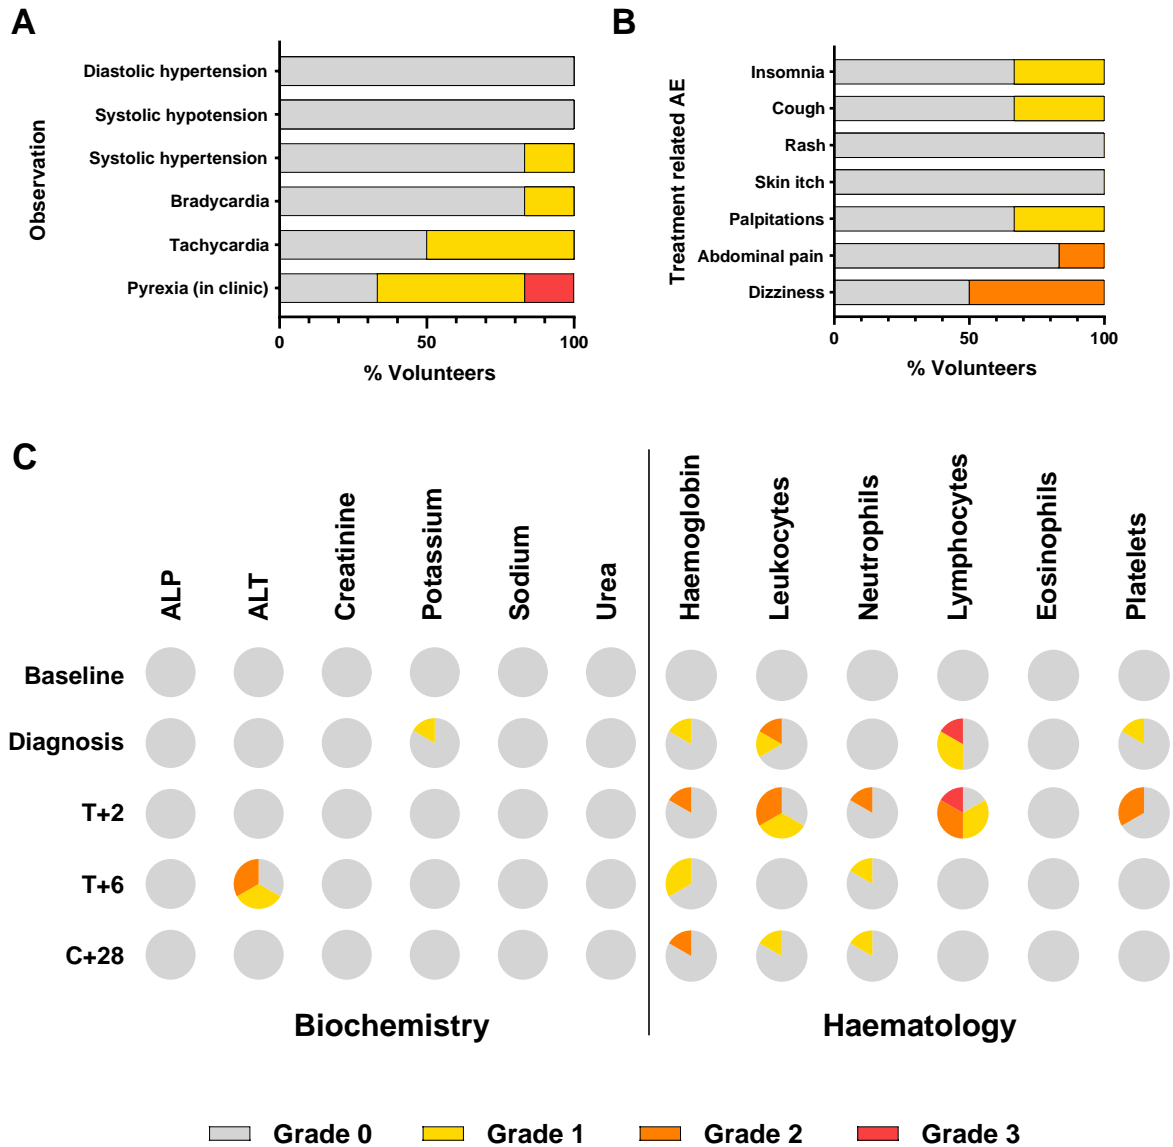 A
Observation
Diastolic hypertension
Systolic hypotension
Systolic hypertension
Bradycardia
Tachycardia
Pyrexia (in clinic)
0 50 100
% Volunteers
B
Treatment related AE
Insomnia
Cough
Rash
Skin itch
Palpitations
Abdominal pain
Dizziness
0 50 100
% Volunteers
C
ALP
ALT
Creatinine
Potassium
Sodium
Urea
Haemoglobin
Leukocytes
Neutrophils
Lymphocytes
Eosinophils
Platelets
Baseline
Diagnosis
T+2
T+6
C+28
Biochemistry
Haematology
Grade 0 Grade 1 Grade 2 Grade 3